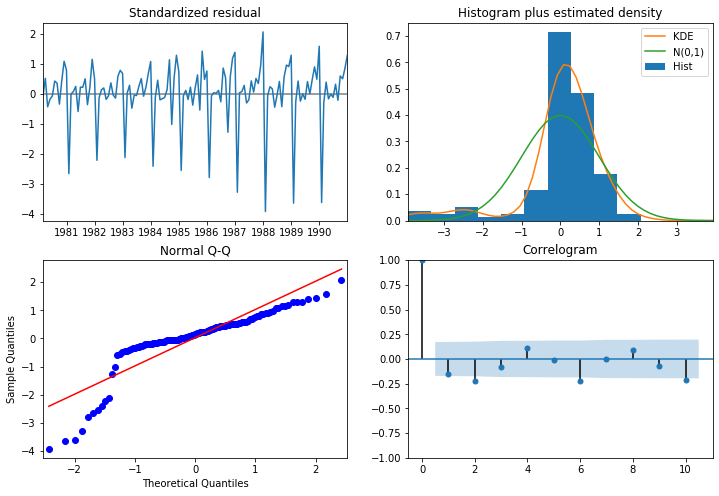 Standardized residual
2
1
0
−1
−2
−3
−4
1981 1982 1983 1984 1985 1986 1987 1988 1989 1990
Histogram plus estimated density
0.7
0.6
0.5
0.4
0.3
0.2
0.1
0.0
−3 −2 −1 0 1 2 3
KDE
N(0,1)
Hist
Normal Q-Q
Sample Quantiles
2
1
0
−1
−2
−3
−4
−2 −1 0 1 2
Theoretical Quantiles
Correlogram
1.00
0.75
0.50
0.25
0.00
−0.25
−0.50
−0.75
−1.00
0 2 4 6 8 10